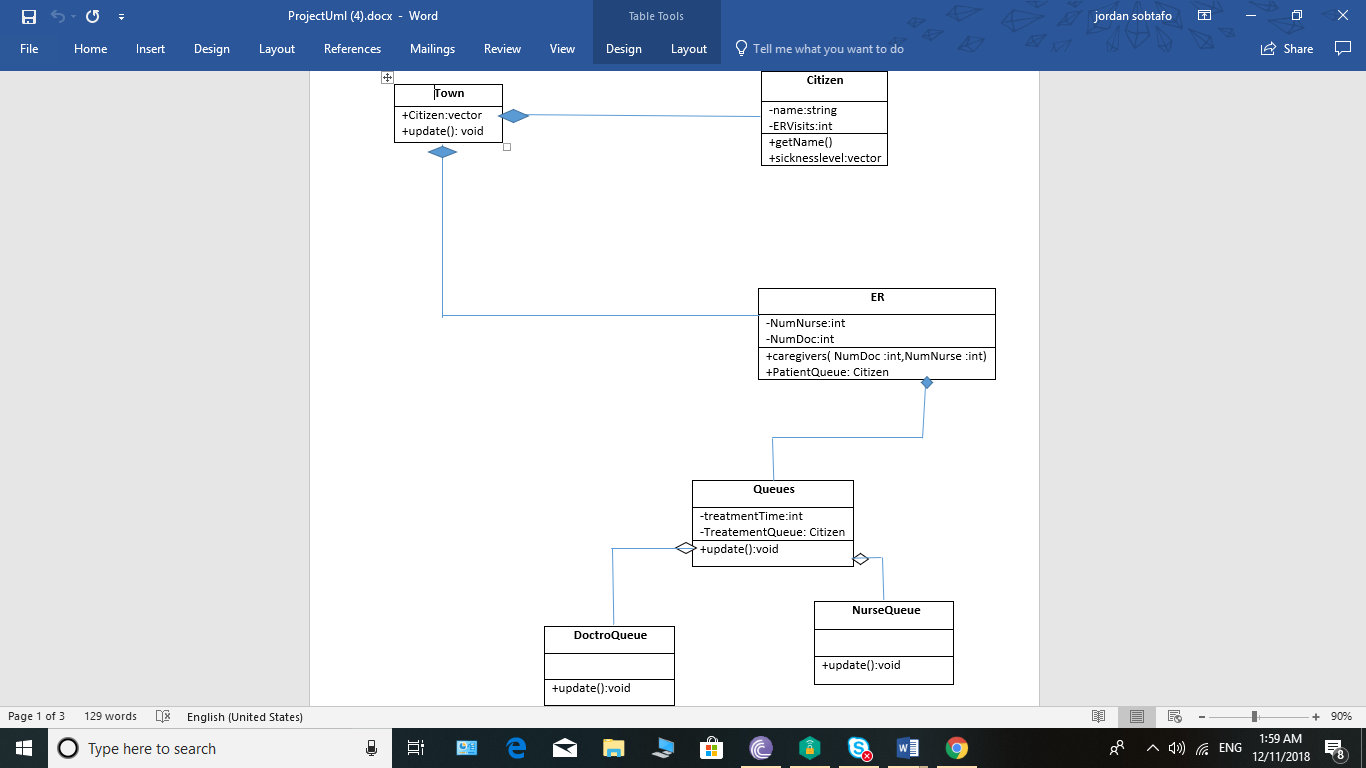 ProjectUml (4).docx - Word
Table Tools
jordan sobtafo
File Home Insert Design Layout References Mailings Review View Design Layout Tell me what you want to do Share
Town
+Citizen:vector
+update(): void
Citizen
-name:string
-ERVisits:int
+getName()
+sicknesslevel:vector
ER
-NumNurse:int
-NumDoc:int
+caregivers( NumDoc :int,NumNurse :int)
+PatientQueue: Citizen
Queues
-treatmentTime:int
-TreatementQueue: Citizen
+update():void
NurseQueue
+update():void
DoctroQueue
+update():void
Page 1 of 3 129 words English (United States) 90%
Type here to search
ENG
1:59 AM
12/11/2018
8